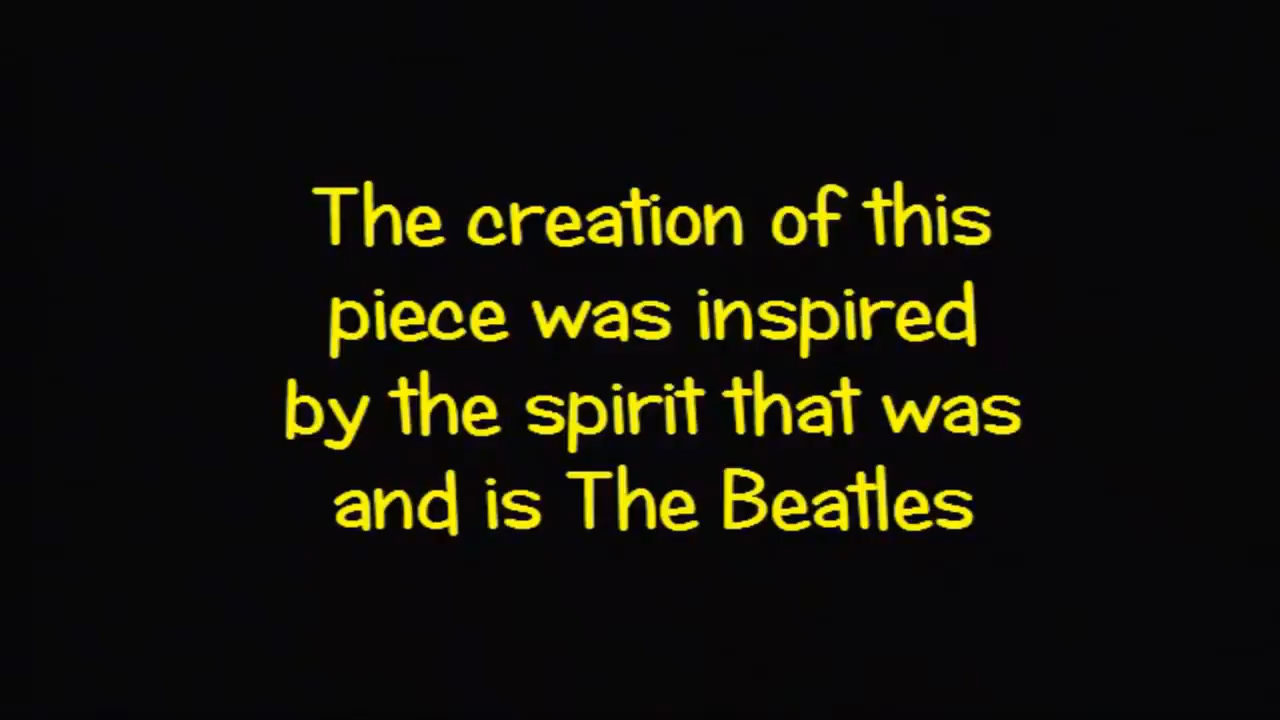 The creation of this
piece was inspired
by the spirit that was
and is The Beatles